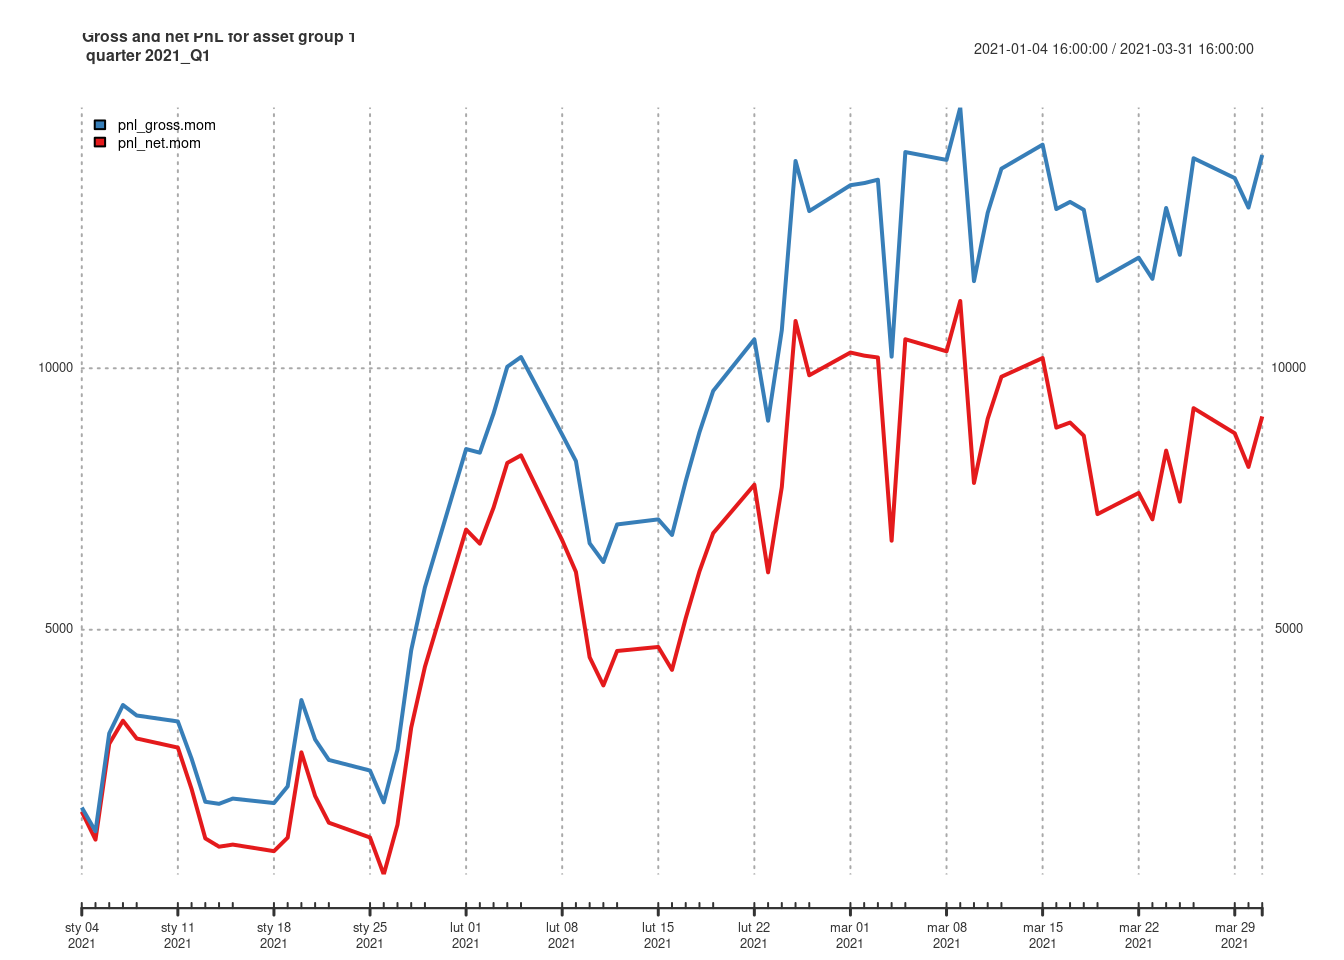 Gross and net PnL for asset group 1
quarter 2021_Q1
2021-01-04 16:00:00 / 2021-03-31 16:00:00
pnl_gross.mom
pnl_net.mom
10000 10000
5000 5000
sty 04 sty 11 sty 18 sty 25 lut 01 lut 08 lut 15 lut 22 mar 01 mar 08 mar 15 mar 22 mar 29
2021 2021 2021 2021 2021 2021 2021 2021 2021 2021 2021 2021 2021